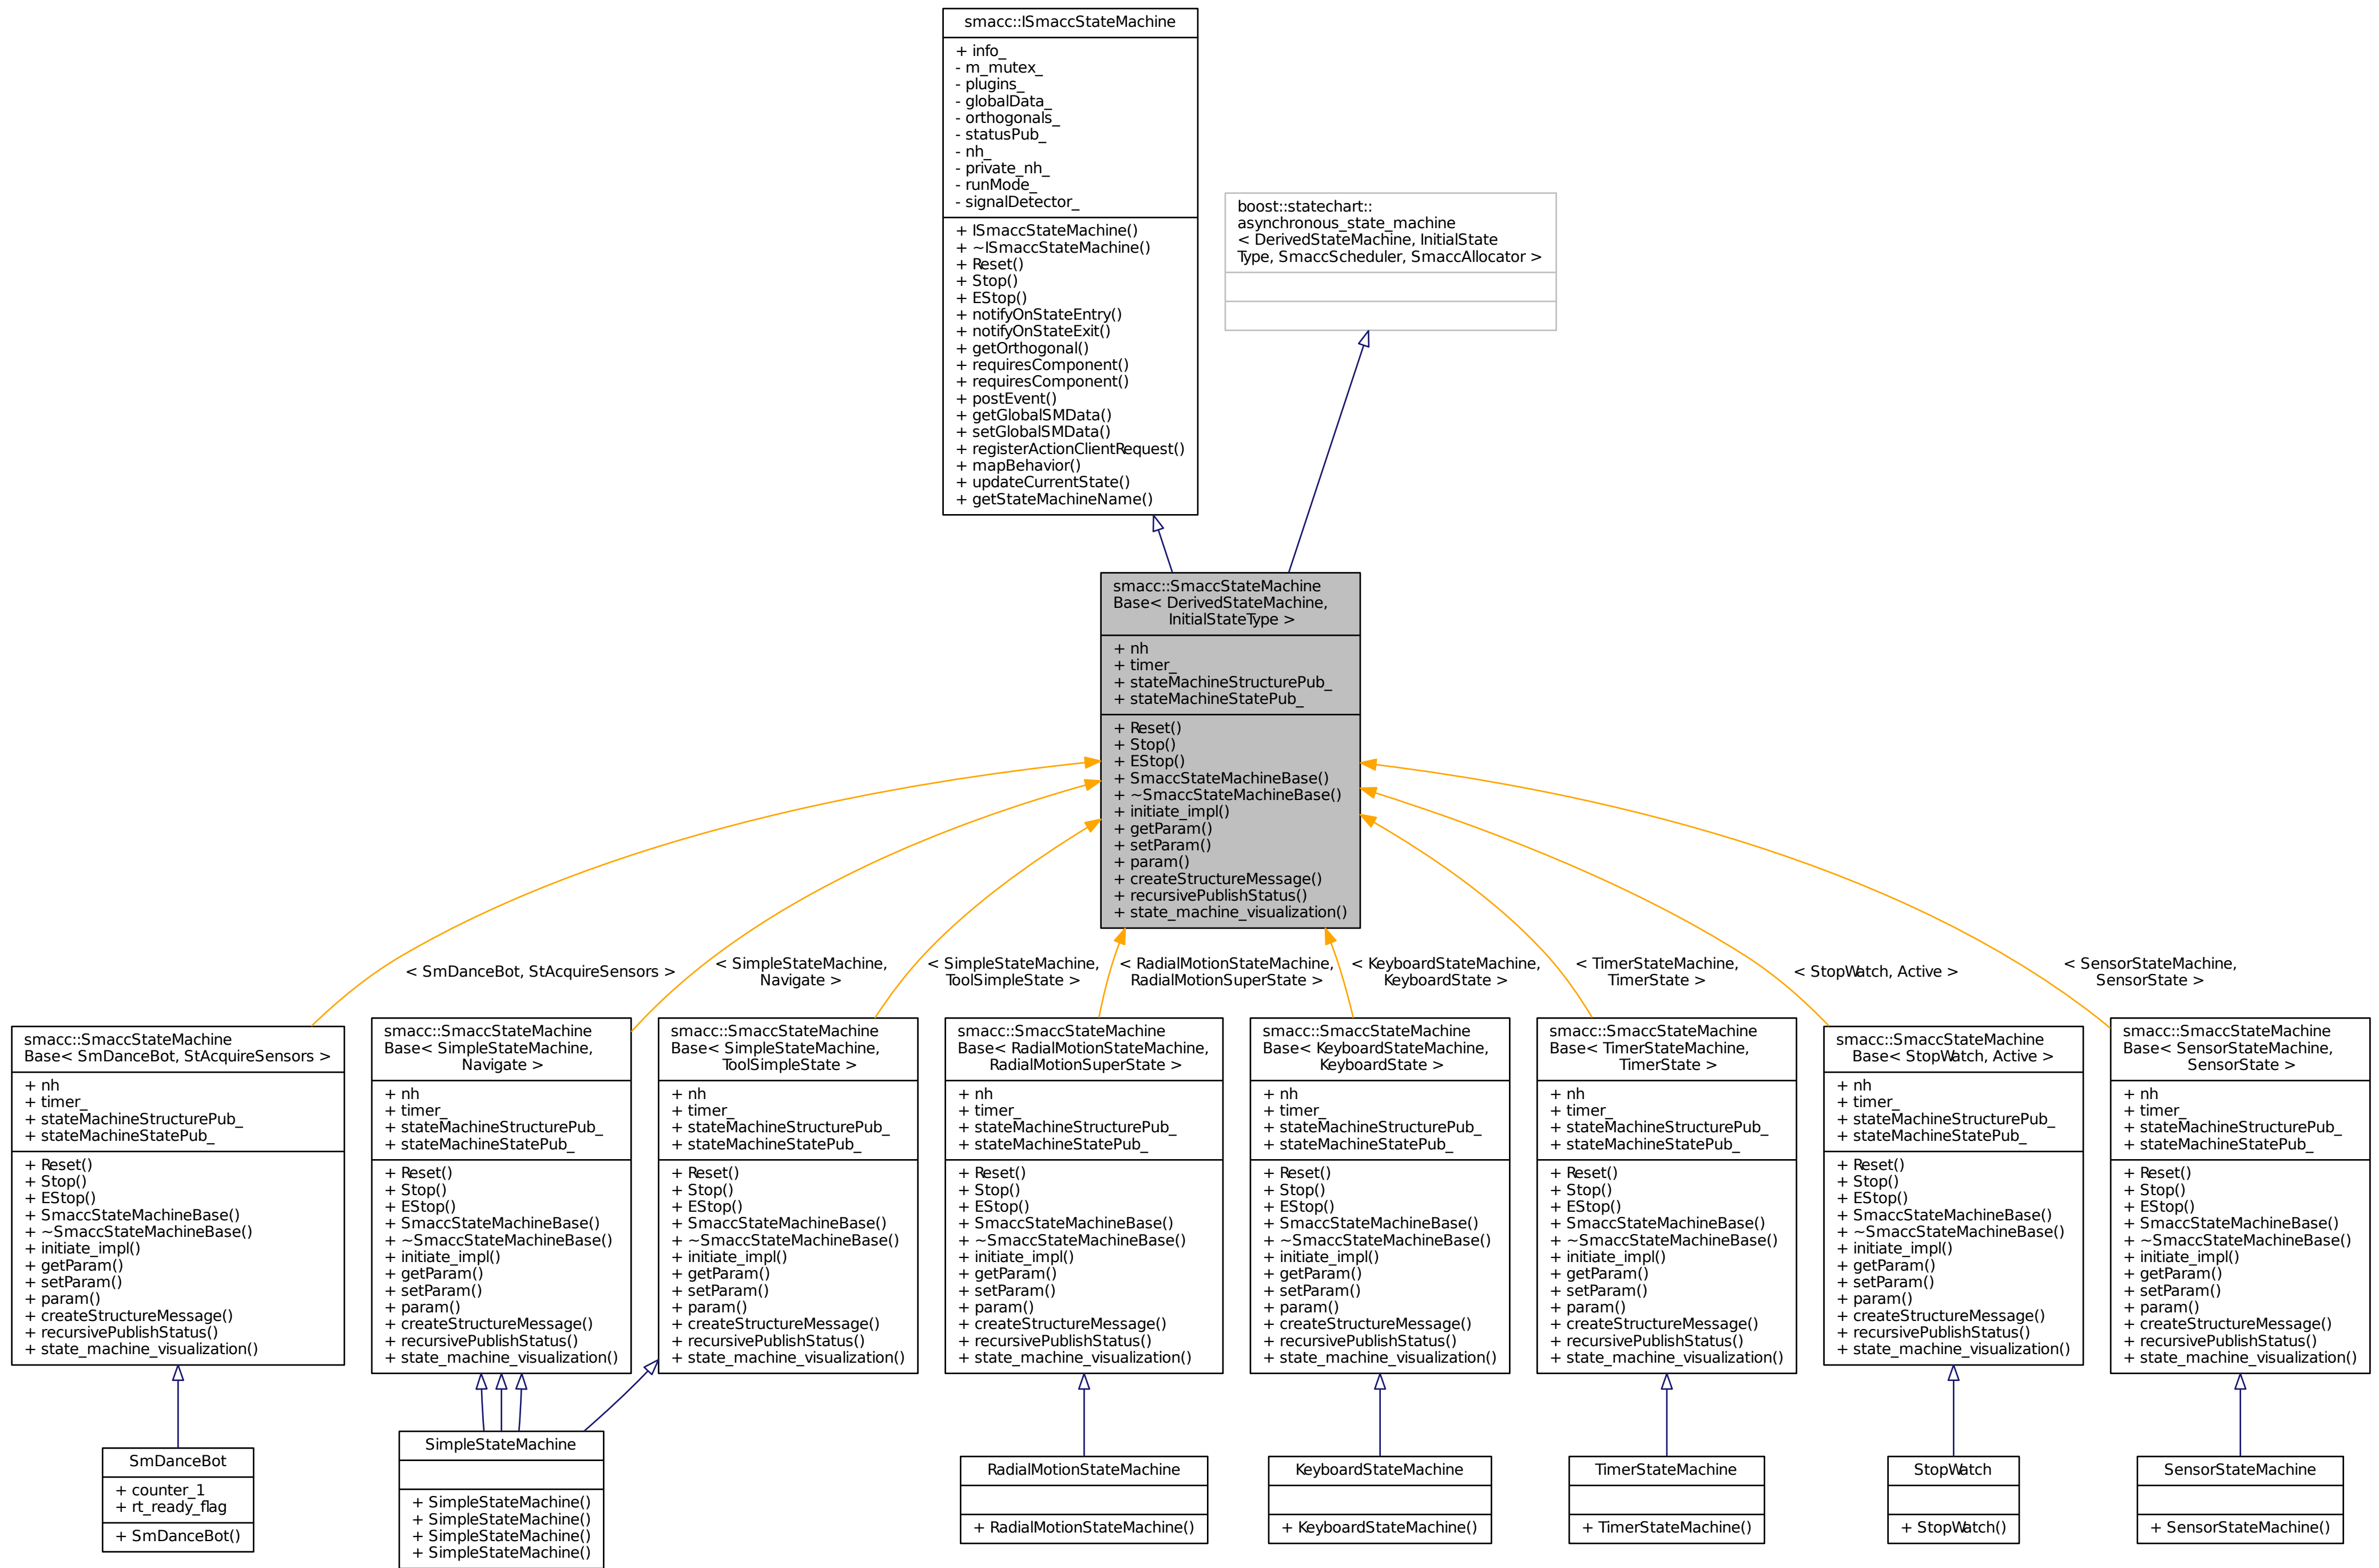 smacc::ISmaccStateMachine
+ info_
- m_mutex_
- plugins_
- globalData_
- orthogonals_
- statusPub_
- nh_
- private_nh_
- runMode_
- signalDetector_
+ ISmaccStateMachine()
+ ~ISmaccStateMachine()
+ Reset()
+ Stop()
+ EStop()
+ notifyOnStateEntry()
+ notifyOnStateExit()
+ getOrthogonal()
+ requiresComponent()
+ requiresComponent()
+ postEvent()
+ getGlobalSMData()
+ setGlobalSMData()
+ registerActionClientRequest()
+ mapBehavior()
+ updateCurrentState()
+ getStateMachineName()
boost::statechart::
asynchronous_state_machine
< DerivedStateMachine, InitialState
Type, SmaccScheduler, SmaccAllocator >
smacc::SmaccStateMachine
Base< DerivedStateMachine,
InitialStateType >
+ nh
+ timer_
+ stateMachineStructurePub_
+ stateMachineStatePub_
+ Reset()
+ Stop()
+ EStop()
+ SmaccStateMachineBase()
+ ~SmaccStateMachineBase()
+ initiate_impl()
+ getParam()
+ setParam()
+ param()
+ createStructureMessage()
+ recursivePublishStatus()
+ state_machine_visualization()
< SmDanceBot, StAcquireSensors >
< SimpleStateMachine,
Navigate >
< SimpleStateMachine,
ToolSimpleState >
< RadialMotionStateMachine,
RadialMotionSuperState >
< KeyboardStateMachine,
KeyboardState >
< TimerStateMachine,
TimerState >
< StopWatch, Active >
< SensorStateMachine,
SensorState >
smacc::SmaccStateMachine
Base< SmDanceBot, StAcquireSensors >
+ nh
+ timer_
+ stateMachineStructurePub_
+ stateMachineStatePub_
+ Reset()
+ Stop()
+ EStop()
+ SmaccStateMachineBase()
+ ~SmaccStateMachineBase()
+ initiate_impl()
+ getParam()
+ setParam()
+ param()
+ createStructureMessage()
+ recursivePublishStatus()
+ state_machine_visualization()
smacc::SmaccStateMachine
Base< SimpleStateMachine,
Navigate >
+ nh
+ timer_
+ stateMachineStructurePub_
+ stateMachineStatePub_
+ Reset()
+ Stop()
+ EStop()
+ SmaccStateMachineBase()
+ ~SmaccStateMachineBase()
+ initiate_impl()
+ getParam()
+ setParam()
+ param()
+ createStructureMessage()
+ recursivePublishStatus()
+ state_machine_visualization()
smacc::SmaccStateMachine
Base< SimpleStateMachine,
ToolSimpleState >
+ nh
+ timer_
+ stateMachineStructurePub_
+ stateMachineStatePub_
+ Reset()
+ Stop()
+ EStop()
+ SmaccStateMachineBase()
+ ~SmaccStateMachineBase()
+ initiate_impl()
+ getParam()
+ setParam()
+ param()
+ createStructureMessage()
+ recursivePublishStatus()
+ state_machine_visualization()
smacc::SmaccStateMachine
Base< RadialMotionStateMachine,
RadialMotionSuperState >
+ nh
+ timer_
+ stateMachineStructurePub_
+ stateMachineStatePub_
+ Reset()
+ Stop()
+ EStop()
+ SmaccStateMachineBase()
+ ~SmaccStateMachineBase()
+ initiate_impl()
+ getParam()
+ setParam()
+ param()
+ createStructureMessage()
+ recursivePublishStatus()
+ state_machine_visualization()
smacc::SmaccStateMachine
Base< KeyboardStateMachine,
KeyboardState >
+ nh
+ timer_
+ stateMachineStructurePub_
+ stateMachineStatePub_
+ Reset()
+ Stop()
+ EStop()
+ SmaccStateMachineBase()
+ ~SmaccStateMachineBase()
+ initiate_impl()
+ getParam()
+ setParam()
+ param()
+ createStructureMessage()
+ recursivePublishStatus()
+ state_machine_visualization()
smacc::SmaccStateMachine
Base< TimerStateMachine,
TimerState >
+ nh
+ timer_
+ stateMachineStructurePub_
+ stateMachineStatePub_
+ Reset()
+ Stop()
+ EStop()
+ SmaccStateMachineBase()
+ ~SmaccStateMachineBase()
+ initiate_impl()
+ getParam()
+ setParam()
+ param()
+ createStructureMessage()
+ recursivePublishStatus()
+ state_machine_visualization()
smacc::SmaccStateMachine
Base< StopWatch, Active >
+ nh
+ timer_
+ stateMachineStructurePub_
+ stateMachineStatePub_
+ Reset()
+ Stop()
+ EStop()
+ SmaccStateMachineBase()
+ ~SmaccStateMachineBase()
+ initiate_impl()
+ getParam()
+ setParam()
+ param()
+ createStructureMessage()
+ recursivePublishStatus()
+ state_machine_visualization()
smacc::SmaccStateMachine
Base< SensorStateMachine,
SensorState >
+ nh
+ timer_
+ stateMachineStructurePub_
+ stateMachineStatePub_
+ Reset()
+ Stop()
+ EStop()
+ SmaccStateMachineBase()
+ ~SmaccStateMachineBase()
+ initiate_impl()
+ getParam()
+ setParam()
+ param()
+ createStructureMessage()
+ recursivePublishStatus()
+ state_machine_visualization()
SmDanceBot
+ counter_1
+ rt_ready_flag
+ SmDanceBot()
SimpleStateMachine
+ SimpleStateMachine()
+ SimpleStateMachine()
+ SimpleStateMachine()
+ SimpleStateMachine()
RadialMotionStateMachine
+ RadialMotionStateMachine()
KeyboardStateMachine
+ KeyboardStateMachine()
TimerStateMachine
+ TimerStateMachine()
StopWatch
+ StopWatch()
SensorStateMachine
+ SensorStateMachine()